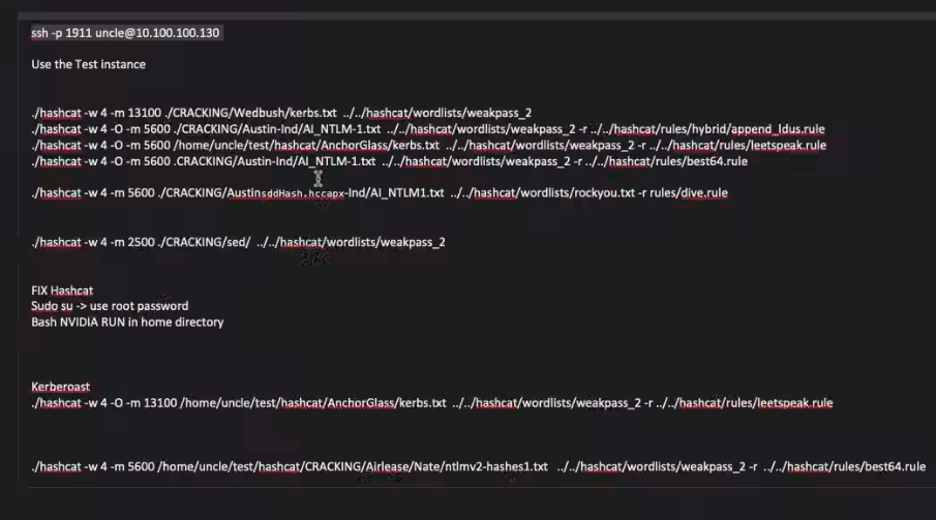 ssh -p 1911 uncle@10.100.100.130
Use the Test instance
./hashcat -w 4 -m 13100 ./CRACKING/Wedbush/kerbs.txt ../../hashcat/wordlists/weakpass_2
./hashcat -w 4 -O -m 5600 ./CRACKING/Austin-Ind/AI_NTLM-1.txt ../../hashcat/wordlists/weakpass_2 -r ../../hashcat/rules/hybrid/append_ldus.rule
./hashcat -w 4 -O -m 5600 /home/uncle/test/hashcat/AnchorGlass/kerbs.txt ../../hashcat/wordlists/weakpass_2 -r ../../hashcat/rules/leetspeak.rule
./hashcat -w 4 -O -m 5600 .CRACKING/Austin-Ind/AI_NTLM-1.txt ../../hashcat/wordlists/weakpass_2 -r ../../hashcat/rules/best64.rule
./hashcat -w 4 -m 5600 ./CRACKING/AustinsddHash.hccapx-Ind/AI_NTLM1.txt ../../hashcat/wordlists/rockyou.txt -r rules/dive.rule
./hashcat -w 4 -m 2500 ./CRACKING/sed/ ../../hashcat/wordlists/weakpass_2
FIX Hashcat
Sudo su -> use root password
Bash NVIDIA RUN in home directory
Kerberoast
./hashcat -w 4 -O -m 13100 /home/uncle/test/hashcat/AnchorGlass/kerbs.txt ../../hashcat/wordlists/weakpass_2 -r ../../hashcat/rules/leetspeak.rule
./hashcat -w 4 -m 5600 /home/uncle/test/hashcat/CRACKING/Airlease/Nate/ntlmv2-hashes1.txt ../../hashcat/wordlists/weakpass_2 -r ../../hashcat/rules/best64.rule